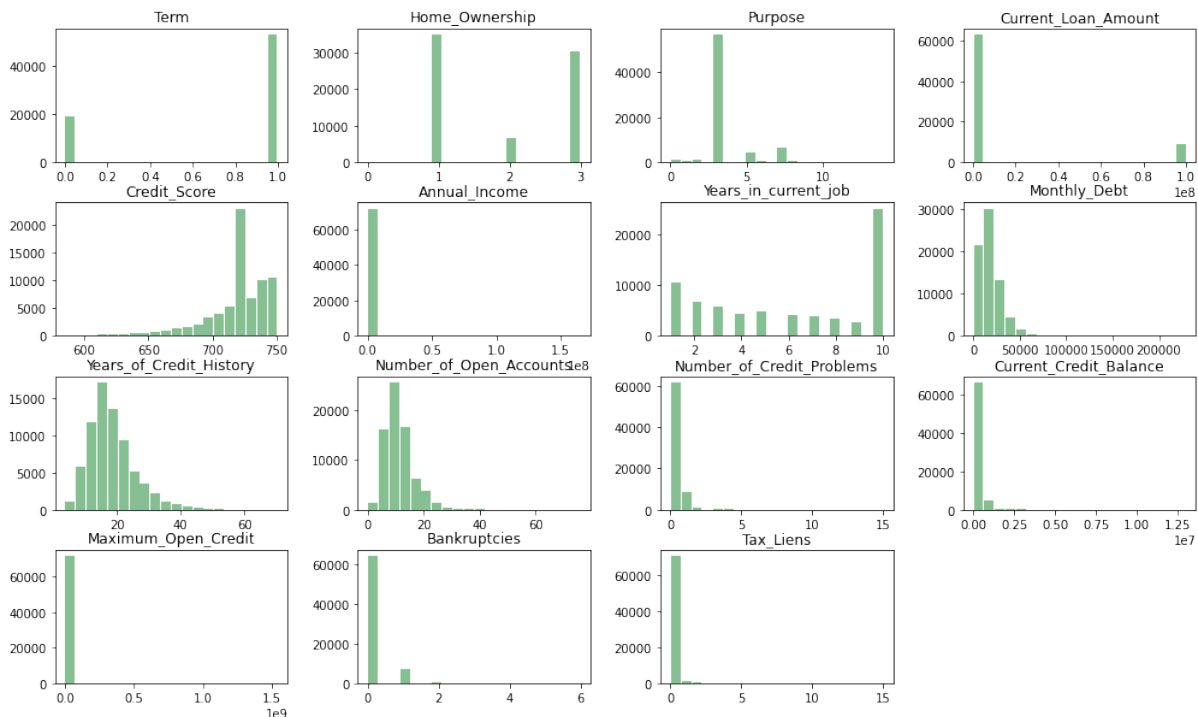 Term
Home_Ownership
Purpose
Current_Loan_Amount
40000
20000
0
0.0 0.2 0.4 0.6 0.8 1.0
30000
20000
10000
0
0 1 2 3
40000
20000
0
0 5 10
60000
40000
20000
0
0.0 0.2 0.4 0.6 0.8 1.0
1e8
Credit_Score
Annual_Income
Years_in_current_job
Monthly_Debt
20000
15000
10000
5000
0
600 650 700 750
60000
40000
20000
0
0.0 0.5 1.0 1.5
1e8
20000
10000
0
2 4 6 8 10
30000
20000
10000
0
0 50000 100000 150000 200000
Years_of_Credit_History
Number_of_Open_Accounts
Number_of_Credit_Problems
Current_Credit_Balance
15000
10000
5000
0
20 40 60
20000
10000
0
0 20 40 60
60000
40000
20000
0
0 5 10 15
60000
40000
20000
0
0.00 0.25 0.50 0.75 1.00 1.25
1e7
Maximum_Open_Credit
Bankruptcies
Tax_Liens
60000
40000
20000
0
0.0 0.5 1.0 1.5
1e9
60000
40000
20000
0
0 2 4 6
60000
40000
20000
0
0 5 10 15